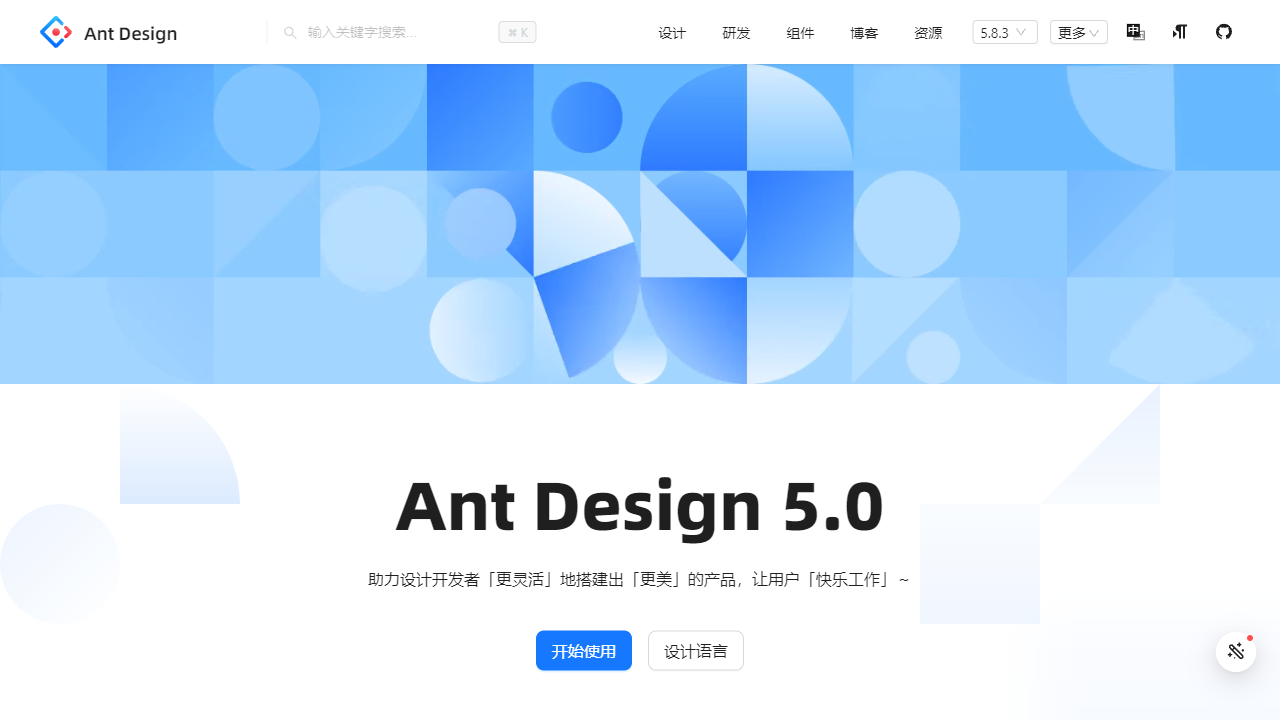 Ant Design
输入关键字搜索...
⌘ K
设计
研发
组件
博客
资源
5.8.3
更多
中
Ant Design 5.0
助力设计开发者「更灵活」地搭建出「更美」的产品，让用户「快乐工作」～
开始使用
设计语言